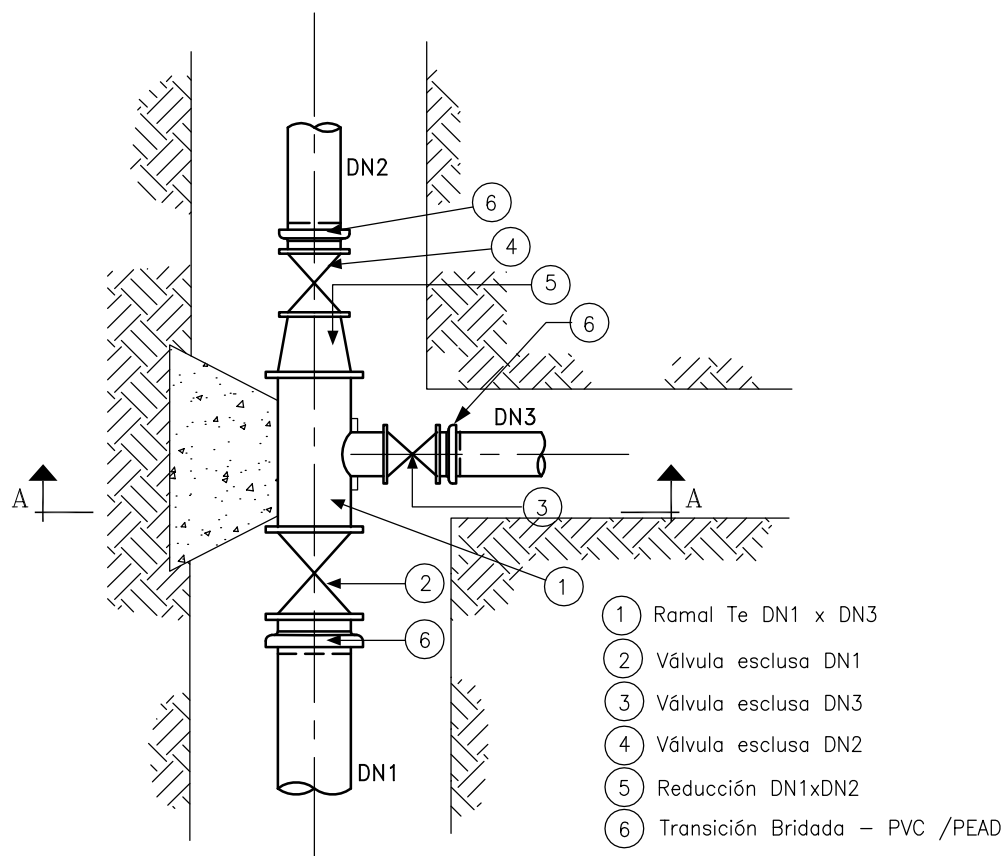 DN2
6
4
5
6
DN3
A
A
3
2
1
6
DN1
1 Ramal Te DN1 x DN3
2 Válvula esclusa DN1
3 Válvula esclusa DN3
4 Válvula esclusa DN2
5 Reducción DN1xDN2
6 Transición Bridada – PVC /PEAD